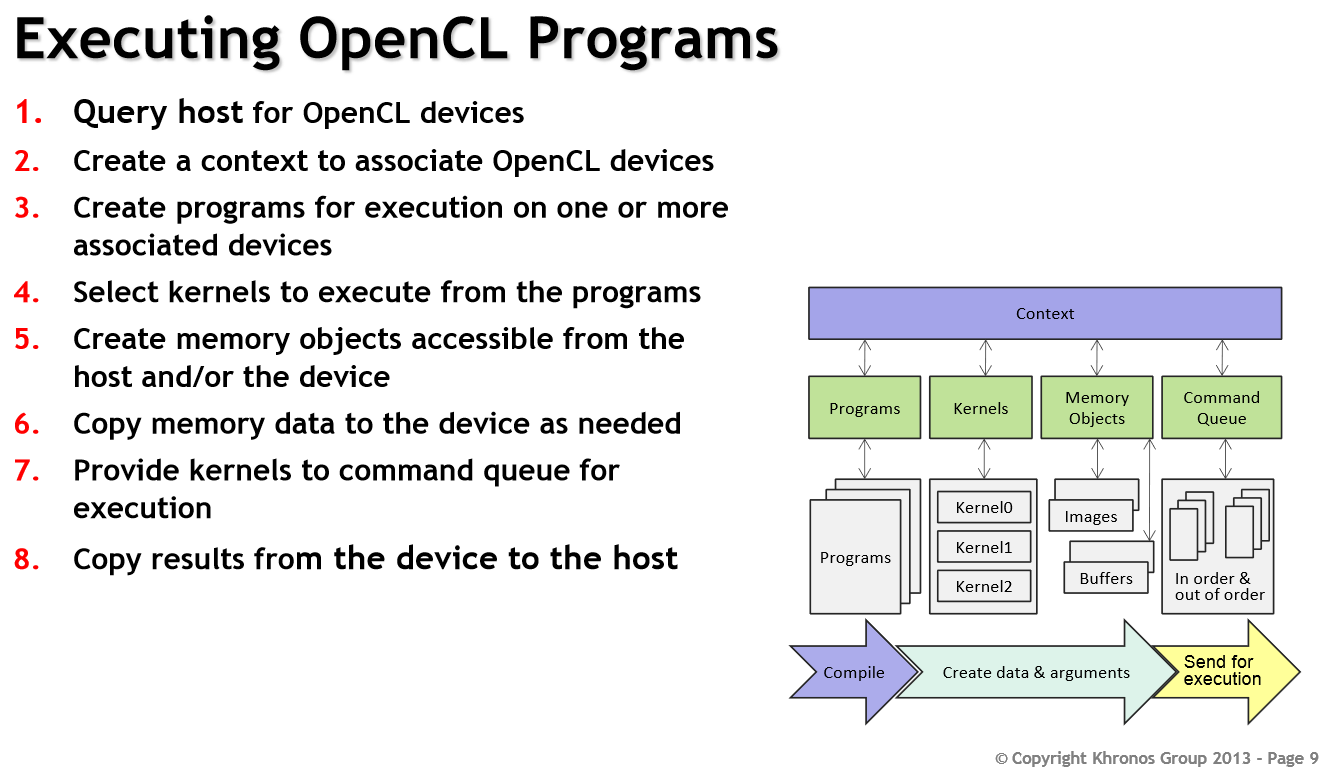 Executing OpenCL Programs
1. Query host for OpenCL devices
2. Create a context to associate OpenCL devices
3. Create programs for execution on one or more
associated devices
4. Select kernels to execute from the programs
5. Create memory objects accessible from the
host and/or the device
6. Copy memory data to the device as needed
7. Provide kernels to command queue for
execution
8. Copy results from the device to the host
Context
Programs
Kernels
Memory
Objects
Command
Queue
Programs
Kernel0
Kernel1
Kernel2
Images
Buffers
In order &
out of order
Compile
Create data & arguments
Send for
execution
© Copyright Khronos Group 2013 - Page 9